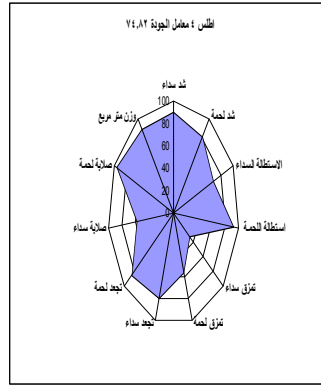 اطلس ٤ معامل الجودة ٧٤.٨٢
شد سداء
شد لحمة
الاستطالة السداء
استطالة اللحمة
تمزق سداء
تمزق لحمة
تجعد سداء
تجعد لحمة
صلابة سداء
صلابة لحمة
وزن متر مربع
100
80
60
40
20
0